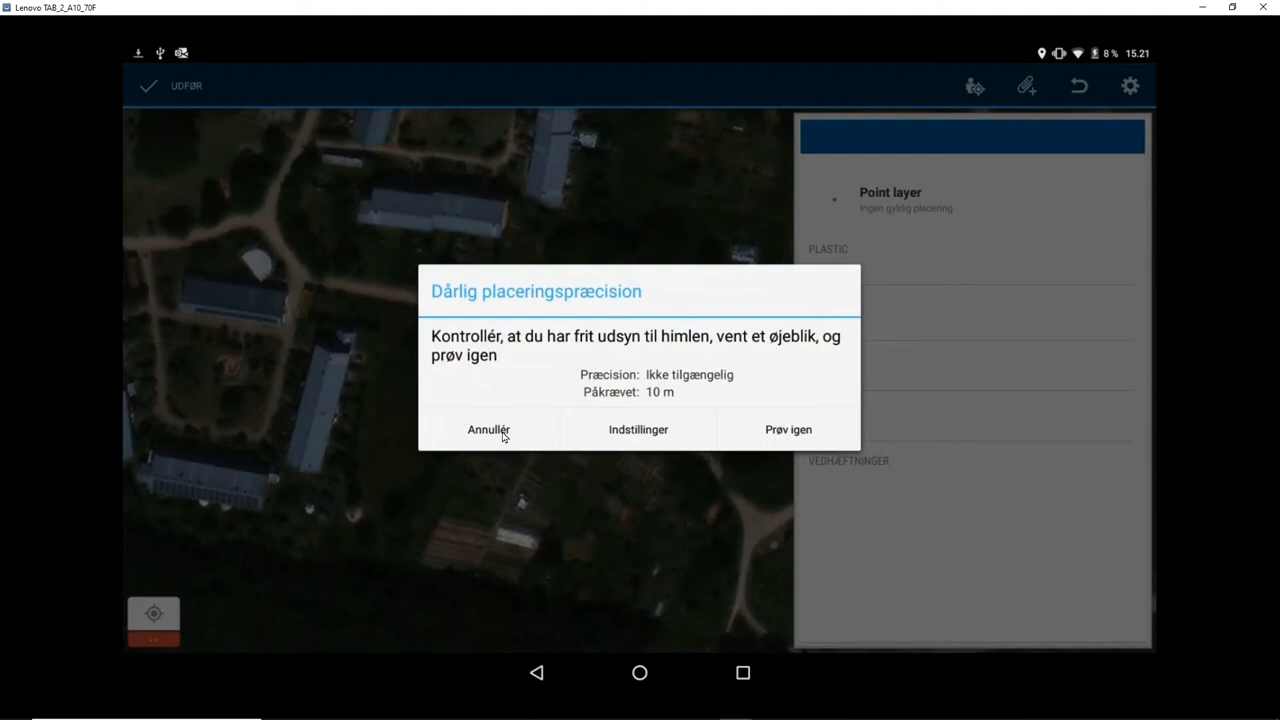 Lenovo TAB_2_A10_70F
8 % 15.21
UDFØR
Point layer
Ingen gyldig placering
PLASTIC
Dårlig placeringspræcision
Kontrollér, at du har frit udsyn til himlen, vent et øjeblik, og
prøv igen
Præcision: Ikke tilgængelig
Påkrævet: 10 m
Annullér Indstillinger Prøv igen
VEDHÆFTNINGER
--